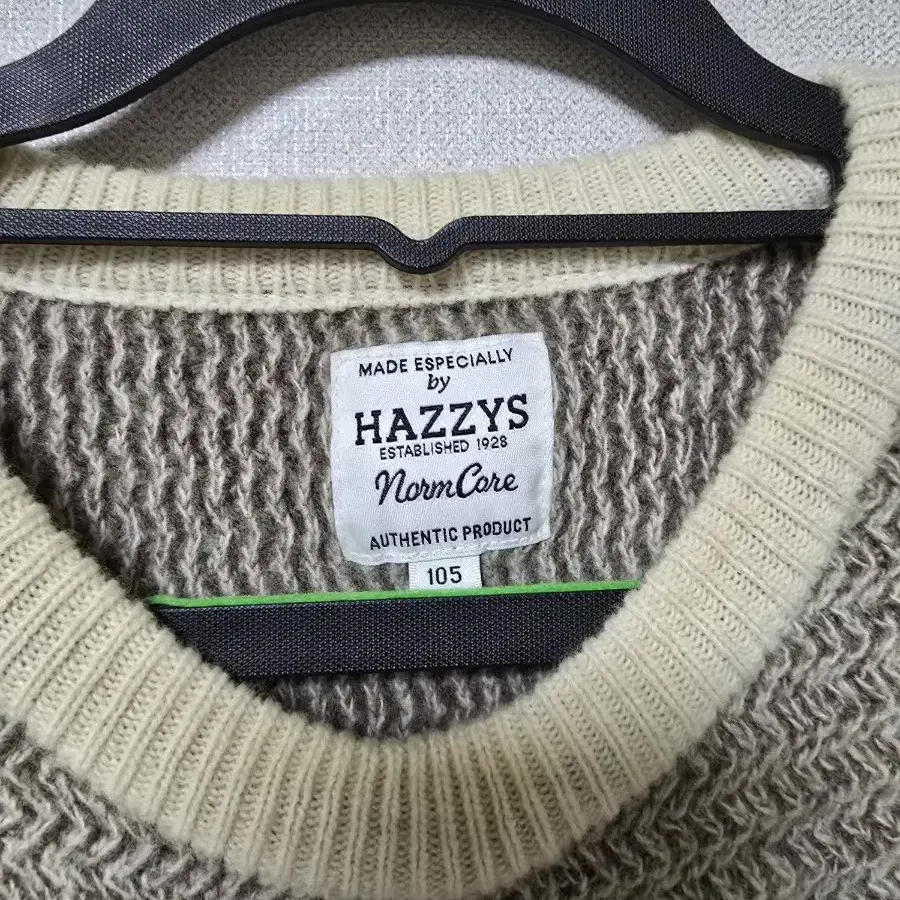 MADE ESPECIALLY
by
HAZZYS
ESTABLISHED 1928
NormCore
AUTHENTIC PRODUCT
105